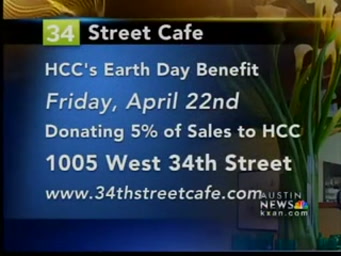 34 Street Cafe
HCC's Earth Day Benefit
Friday, April 22nd
Donating 5% of Sales to HCC
1005 West 34th Street
www.34thstreetcafe.com
AUSTIN
NEWS
kxan.com